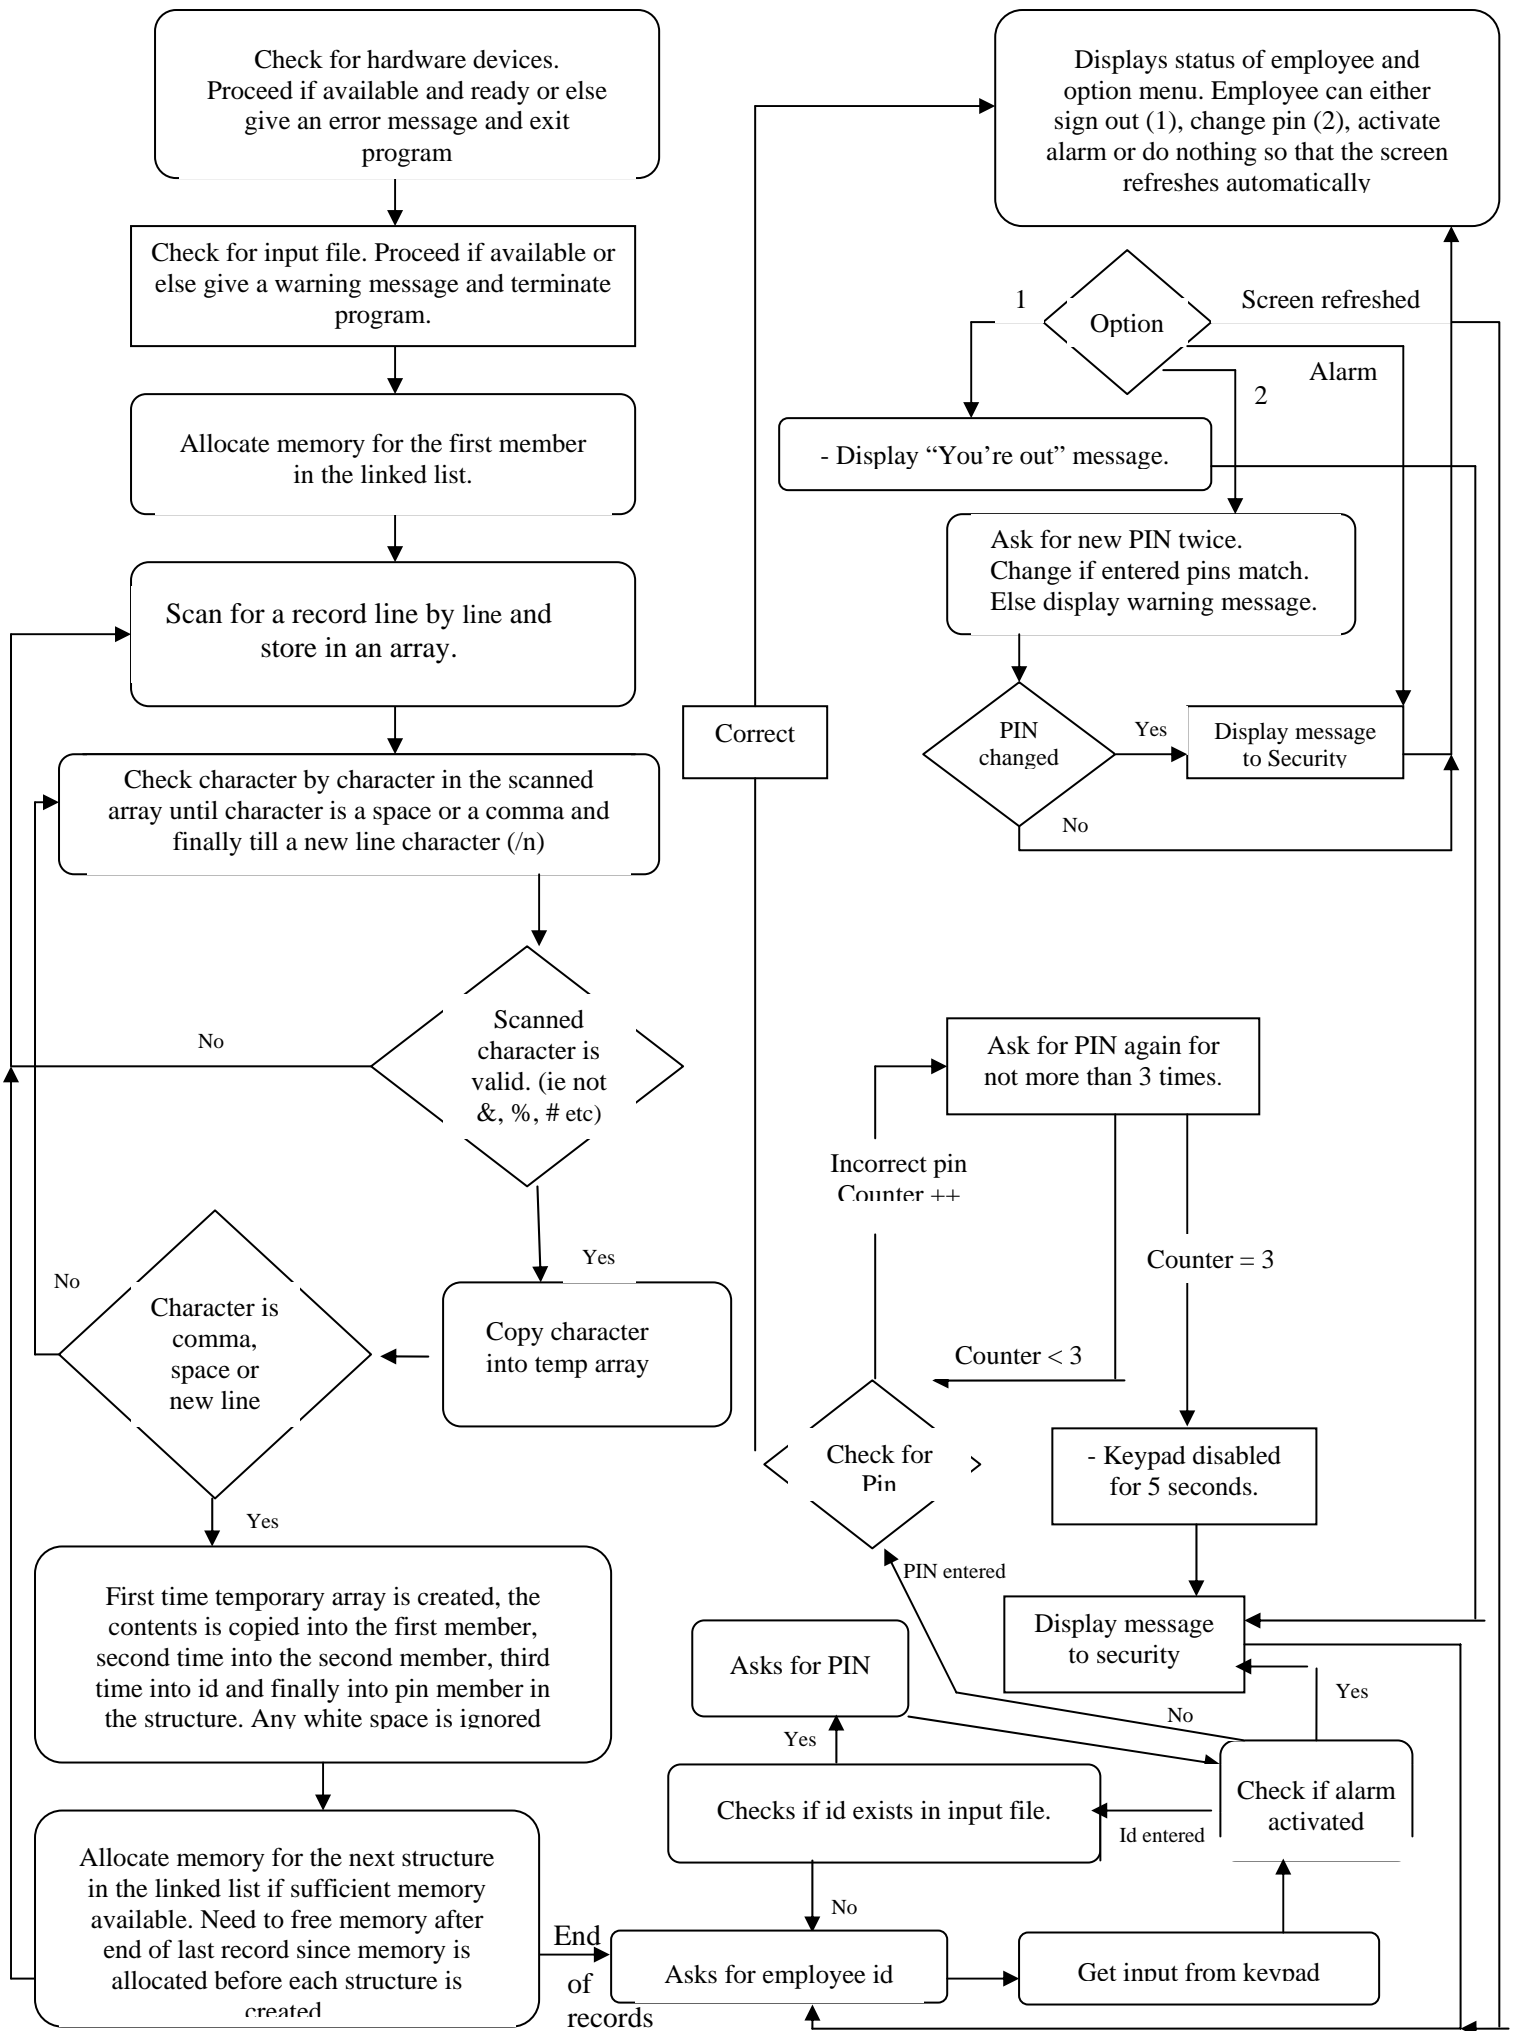 Check for hardware devices.
Proceed if available and ready or else
give an error message and exit
program
Check for input file. Proceed if available or
else give a warning message and terminate
program.
Allocate memory for the first member
in the linked list.
Scan for a record line by line and
store in an array.
Check character by character in the scanned
array until character is a space or a comma and
finally till a new line character (/n)
Scanned
character is
valid. (ie not
&, %, # etc)
No
Yes
Copy character
into temp array
Character is
comma,
space or
new line
No
Yes
First time temporary array is created, the
contents is copied into the first member,
second time into the second member, third
time into id and finally into pin member in
the structure. Any white space is ignored
Allocate memory for the next structure
in the linked list if sufficient memory
available. Need to free memory after
end of last record since memory is
allocated before each structure is
created
End
of
records
Displays status of employee and
option menu. Employee can either
sign out (1), change pin (2), activate
alarm or do nothing so that the screen
refreshes automatically
Option
1
Screen refreshed
Alarm
2
- Display “You’re out” message.
Ask for new PIN twice.
Change if entered pins match.
Else display warning message.
PIN
changed
Yes
Display message
to Security
No
Correct
Ask for PIN again for
not more than 3 times.
Incorrect pin
Counter ++
Counter = 3
Counter < 3
Check for
Pin
- Keypad disabled
for 5 seconds.
PIN entered
Display message
to security
Asks for PIN
Yes
No
Yes
Checks if id exists in input file.
Id entered
Check if alarm
activated
No
Asks for employee id
Get input from keypad